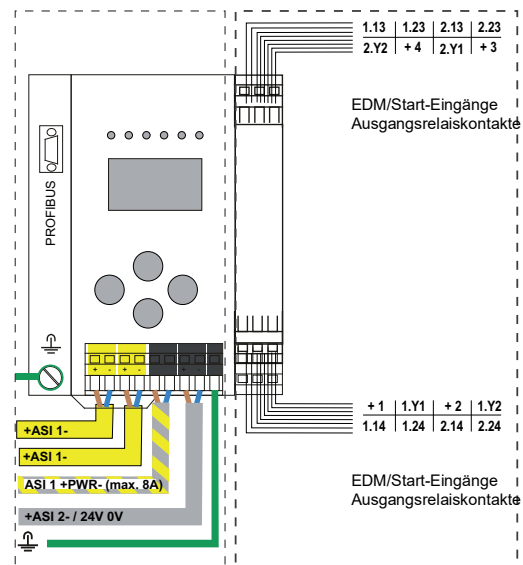 1.13 1.23 2.13 2.23
2.Y2 + 4 2.Y1 + 3
EDM/Start-Eingänge
Ausgangsrelaiskontakte
PROFIBUS
+ - + - + -
+ 1 1.Y1 + 2 1.Y2
1.14 1.24 2.14 2.24
+ASI 1-
+ASI 1-
ASI 1 +PWR- (max. 8A)
+ASI 2- / 24V 0V
EDM/Start-Eingänge
Ausgangsrelaiskontakte